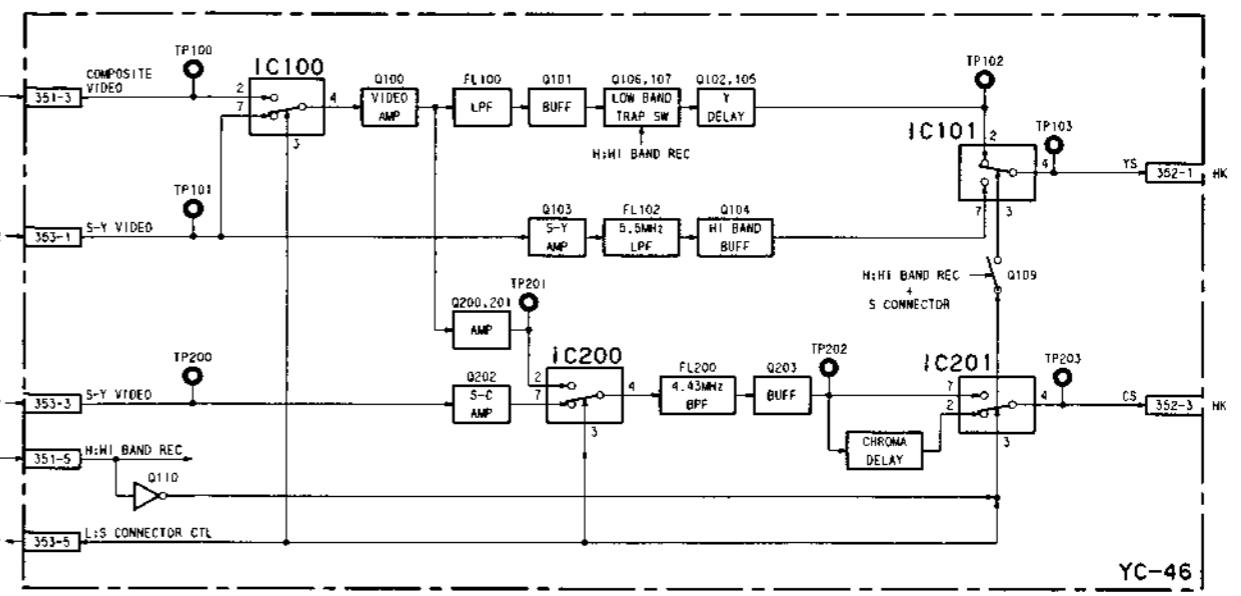 TP100
COMPOSITE
VIDEO
351-3
IC100
2
7
4
3
Q100
VIDEO
AMP
FL100
LPF
Q101
BUFF
Q106,107
LOW BAND
TRAP SW
H:HI BAND REC
Q102,105
Y
DELAY
TP102
IC101
2
7
4
3
TP103
YS
352-1
HK
TP101
353-1
S-Y VIDEO
Q103
S-Y
AMP
FL102
5.5MHz
LPF
Q104
HI BAND
BUFF
H:HI BAND REC
+
S CONNECTOR
Q109
Q200,201
AMP
TP201
TP200
353-3
S-Y VIDEO
Q202
S-C
AMP
IC200
2
7
4
3
FL200
4.43MHz
BPF
Q203
BUFF
TP202
CHROMA
DELAY
IC201
7
2
4
3
TP203
CS
352-3
HK
351-5
H:HI BAND REC
Q110
353-5
L:S CONNECTOR CTL
YC-46